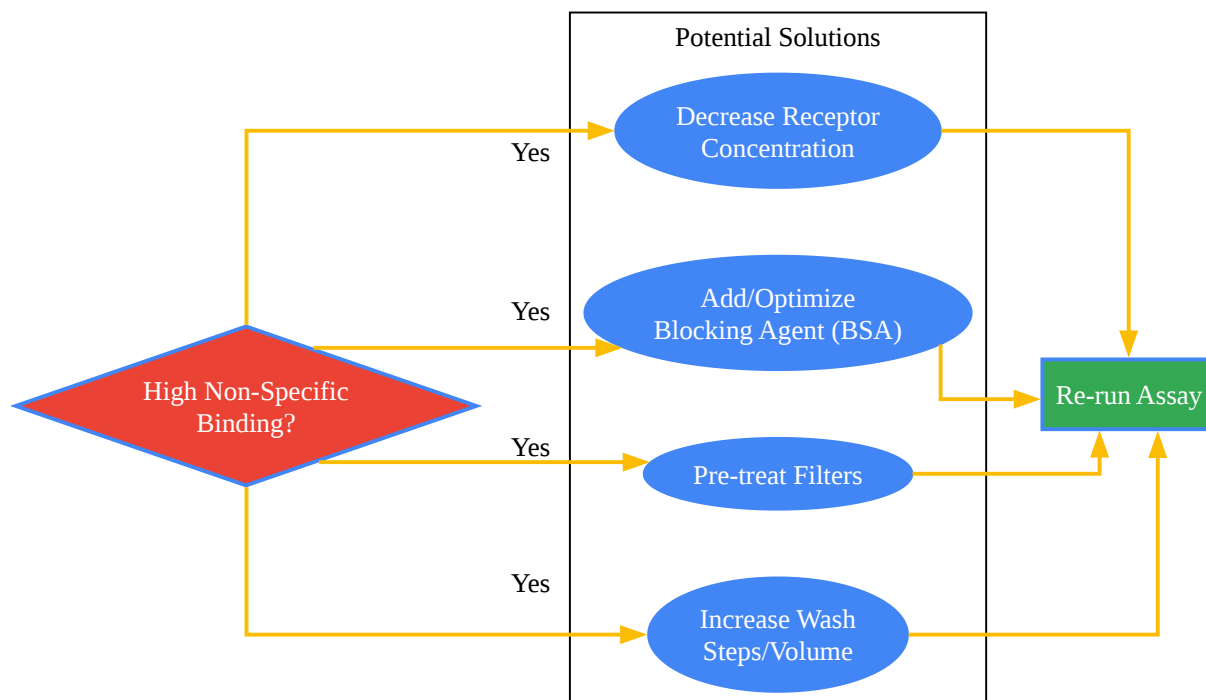 Potential Solutions
Decrease Receptor
Concentration
Yes
Add/Optimize
Blocking Agent (BSA)
Yes
High Non-Specific
Binding?
Re-run Assay
Yes
Pre-treat Filters
Yes
Increase Wash
Steps/Volume